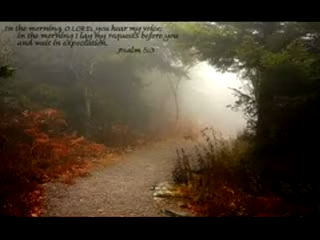 In the morning, O LORD, you hear my voice;
in the morning I lay my requests before you
and wait in expectation.
Psalm 5:3